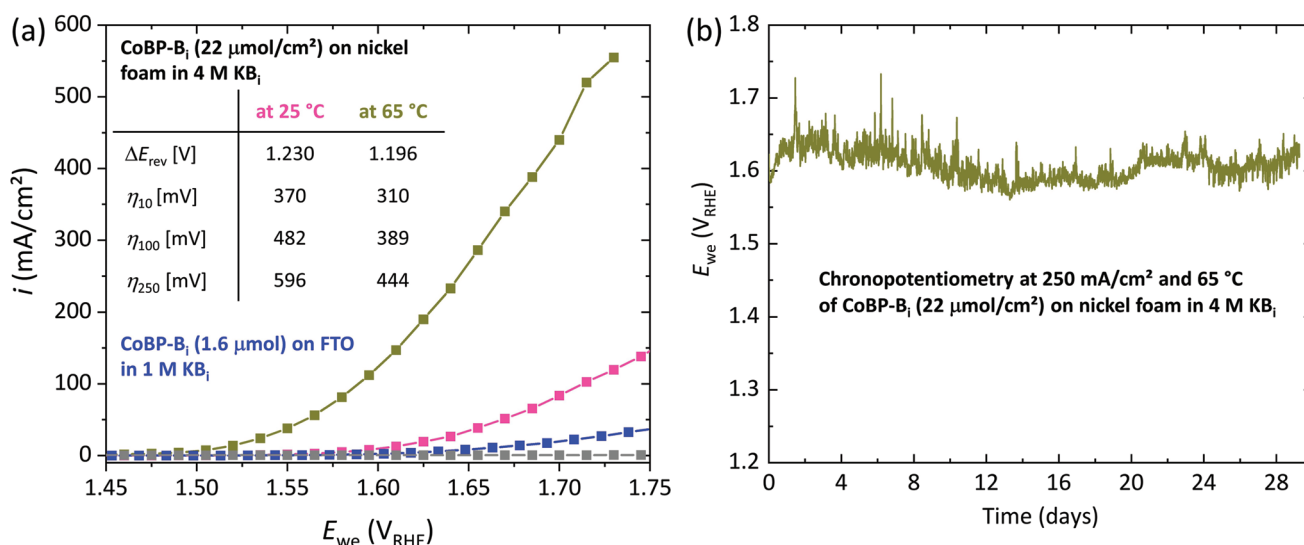 (a)
600
500
400
300
200
100
0
i (mA/cm²)
CoBP-Bi (22 μmol/cm²) on nickel
foam in 4 M KBi
at 25 °C at 65 °C
ΔErev [V] 1.230 1.196
η10 [mV] 370 310
η100 [mV] 482 389
η250 [mV] 596 444
CoBP-Bi (1.6 μmol) on FTO
in 1 M KBi
1.45 1.50 1.55 1.60 1.65 1.70 1.75
Ewe (VRHE)
(b)
1.8
1.7
1.6
1.5
1.4
1.3
1.2
Ewe (VRHE)
Chronopotentiometry at 250 mA/cm² and 65 °C
of CoBP-Bi (22 μmol/cm²) on nickel foam in 4 M KBi
0 4 8 12 16 20 24 28
Time (days)